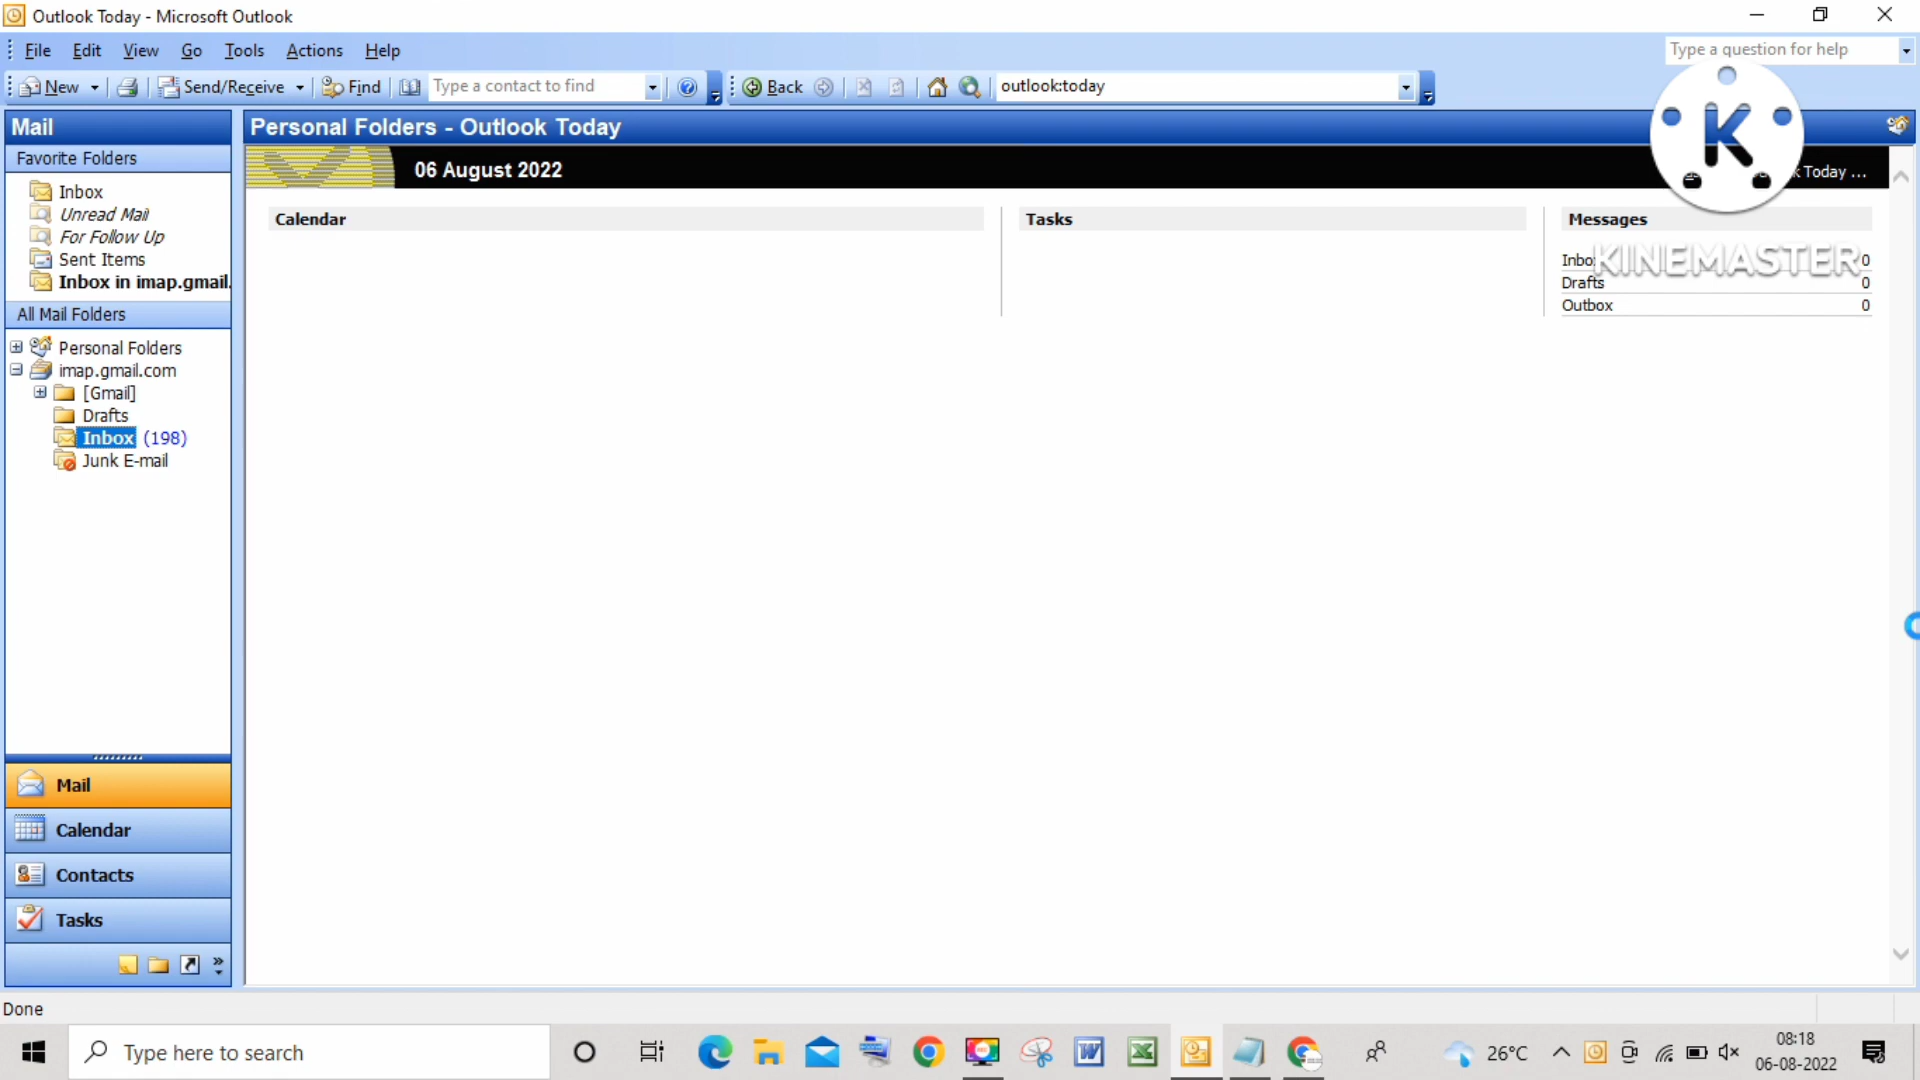 Outlook Today - Microsoft Outlook
File Edit View Go Tools Actions Help
Type a question for help
New Send/Receive Find Type a contact to find Back outlook:today
Mail
Personal Folders - Outlook Today
Favorite Folders
06 August 2022
Today ...
Inbox
Unread Mail
For Follow Up
Sent Items
Inbox in imap.gmail.
Calendar
Tasks
Messages
Inbo 0
Drafts 0
Outbox 0
K
KINEMASTER
All Mail Folders
Personal Folders
imap.gmail.com
[Gmail]
Drafts
Inbox (198)
Junk E-mail
Mail
Calendar
Contacts
Tasks
Done
Type here to search
26°C
08:18
06-08-2022